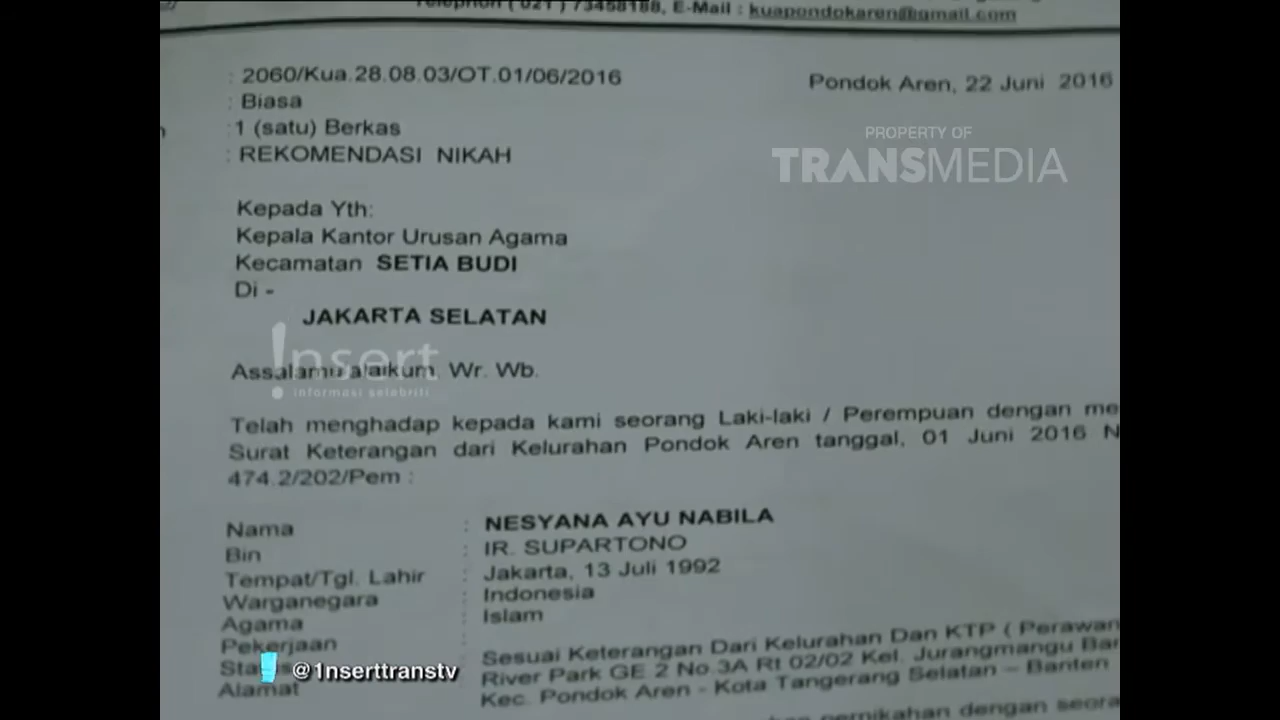 Telephon ( 021 ) 73458188, E-Mail : kuapondokaren@gmail.com
: 2060/Kua.28.08.03/OT.01/06/2016 Pondok Aren, 22 Juni 2016
: Biasa
: 1 (satu) Berkas
: REKOMENDASI NIKAH
PROPERTY OF
TRANSMEDIA
Kepada Yth:
Kepala Kantor Urusan Agama
Kecamatan SETIA BUDI
Di -
JAKARTA SELATAN
!nsert
informasi selebriti
Assalamu alaikum Wr. Wb.
Telah menghadap kepada kami seorang Laki-laki / Perempuan dengan me
Surat Keterangan dari Kelurahan Pondok Aren tanggal, 01 Juni 2016 N
474.2/202/Pem :
Nama : NESYANA AYU NABILA
Bin : IR. SUPARTONO
Tempat/Tgl. Lahir : Jakarta, 13 Juli 1992
Warganegara : Indonesia
Agama : Islam
Pekerjaan :
Sta : Sesuai Keterangan Dari Kelurahan Dan KTP ( Perawan
Alamat : River Park GE 2 No.3A Rt 02/02 Kel. Jurangmangu Bar
Kec. Pondok Aren - Kota Tangerang Selatan – Banten
pernikahan dengan seora
@1nserttranstv